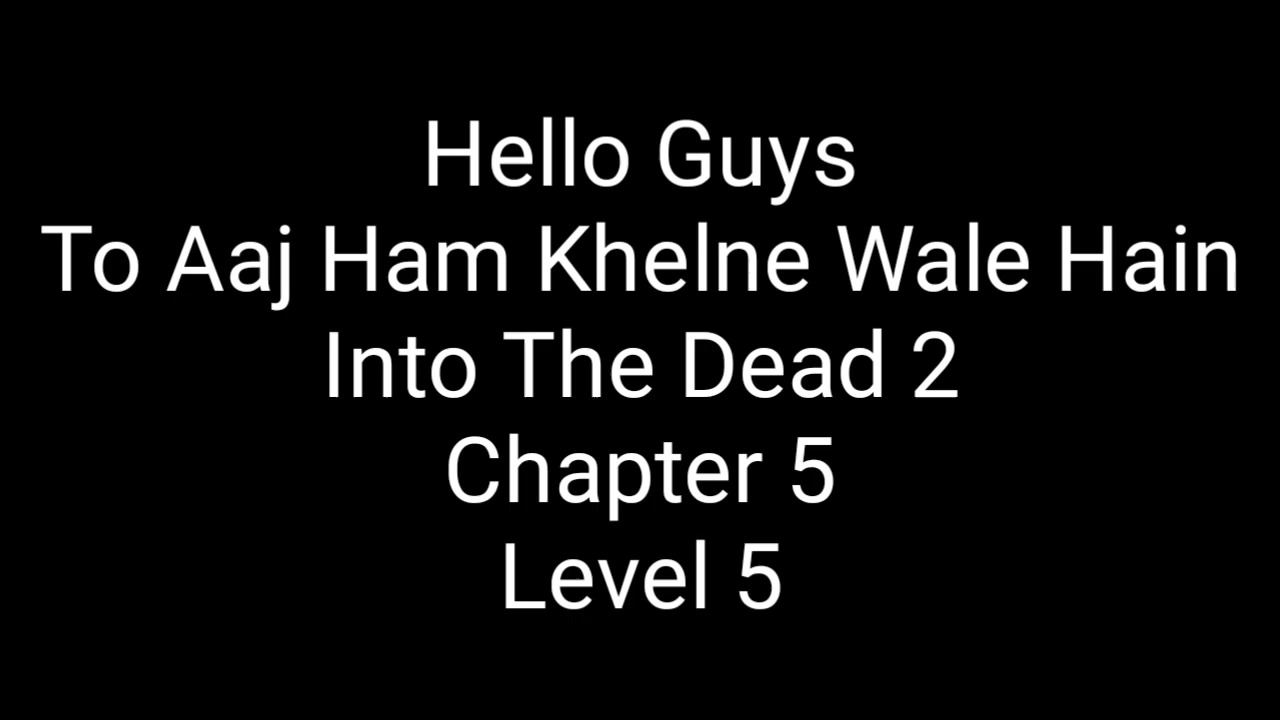 Hello Guys
To Aaj Ham Khelne Wale Hain
Into The Dead 2
Chapter 5
Level 5